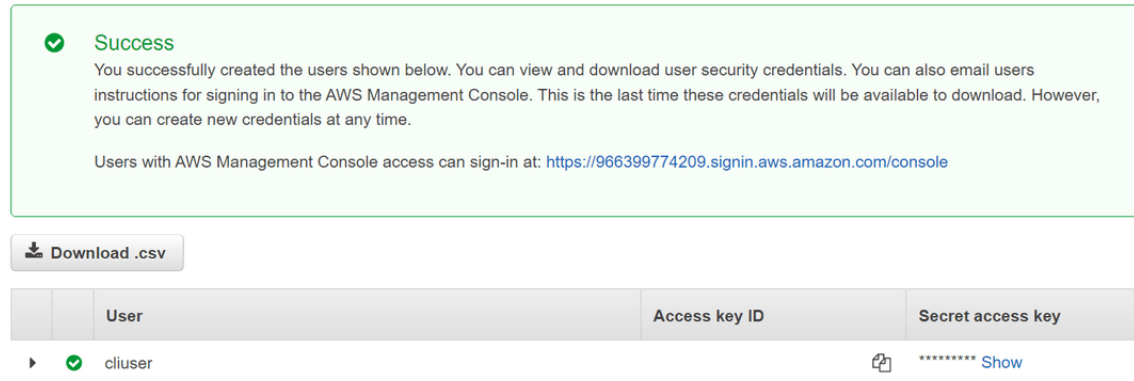 Success
You successfully created the users shown below. You can view and download user security credentials. You can also email users
instructions for signing in to the AWS Management Console. This is the last time these credentials will be available to download. However,
you can create new credentials at any time.
Users with AWS Management Console access can sign-in at: https://966399774209.signin.aws.amazon.com/console
Download .csv
User Access key ID Secret access key
cliuser ********* Show